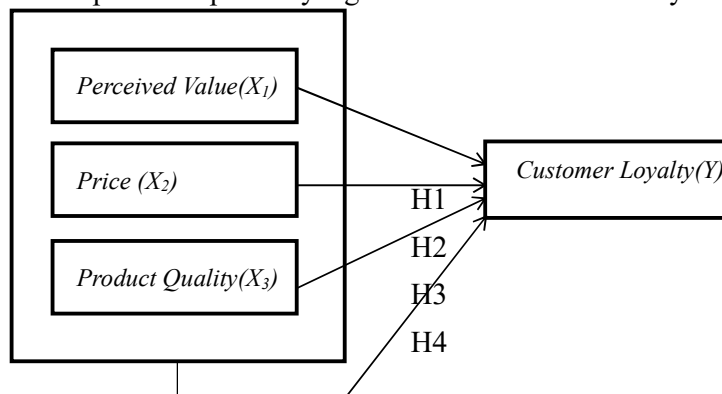 Perceived Value(X₁)
Price (X₂)
Product Quality(X₃)
Customer Loyalty(Y)
H1
H2
H3
H4